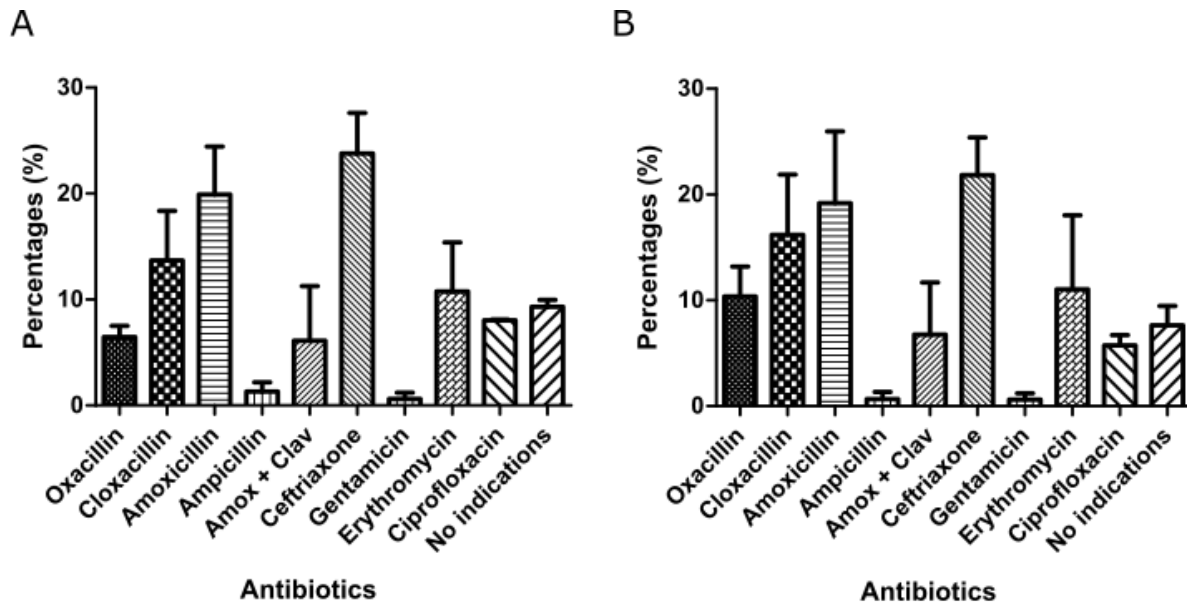 A
Percentages (%)
30
20
10
0
Oxacillin
Cloxacillin
Amoxicillin
Ampicillin
Amox + Clav
Ceftriaxone
Gentamicin
Erythromycin
Ciprofloxacin
No indications
Antibiotics
B
Percentages (%)
30
20
10
0
Oxacillin
Cloxacillin
Amoxicillin
Ampicillin
Amox + Clav
Ceftriaxone
Gentamicin
Erythromycin
Ciprofloxacin
No indications
Antibiotics